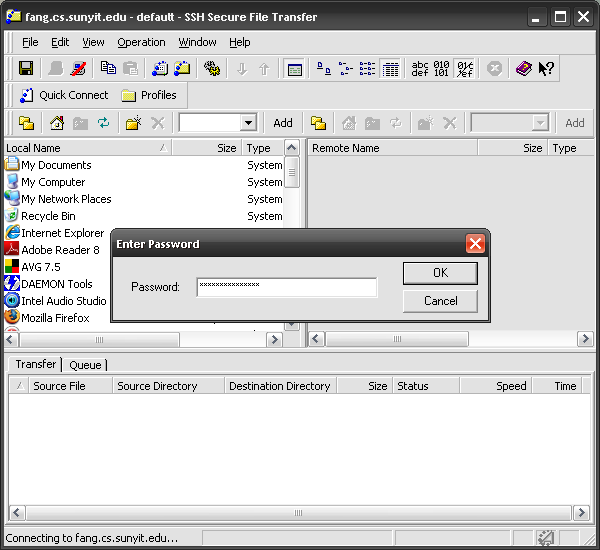 fang.cs.sunyit.edu - default - SSH Secure File Transfer
File Edit View Operation Window Help
abc def 010 101 01¢ ∕ef
Quick Connect Profiles
Add Add
Local Name Size Type Remote Name Size Type
My Documents System
My Computer System
My Network Places System
Recycle Bin System
Internet Explorer
Adobe Reader 8
AVG 7.5
DAEMON Tools
Intel Audio Studio
Mozilla Firefox
Enter Password
Password: ***************
OK
Cancel
Transfer Queue
Source File Source Directory Destination Directory Size Status Speed Time
Connecting to fang.cs.sunyit.edu...